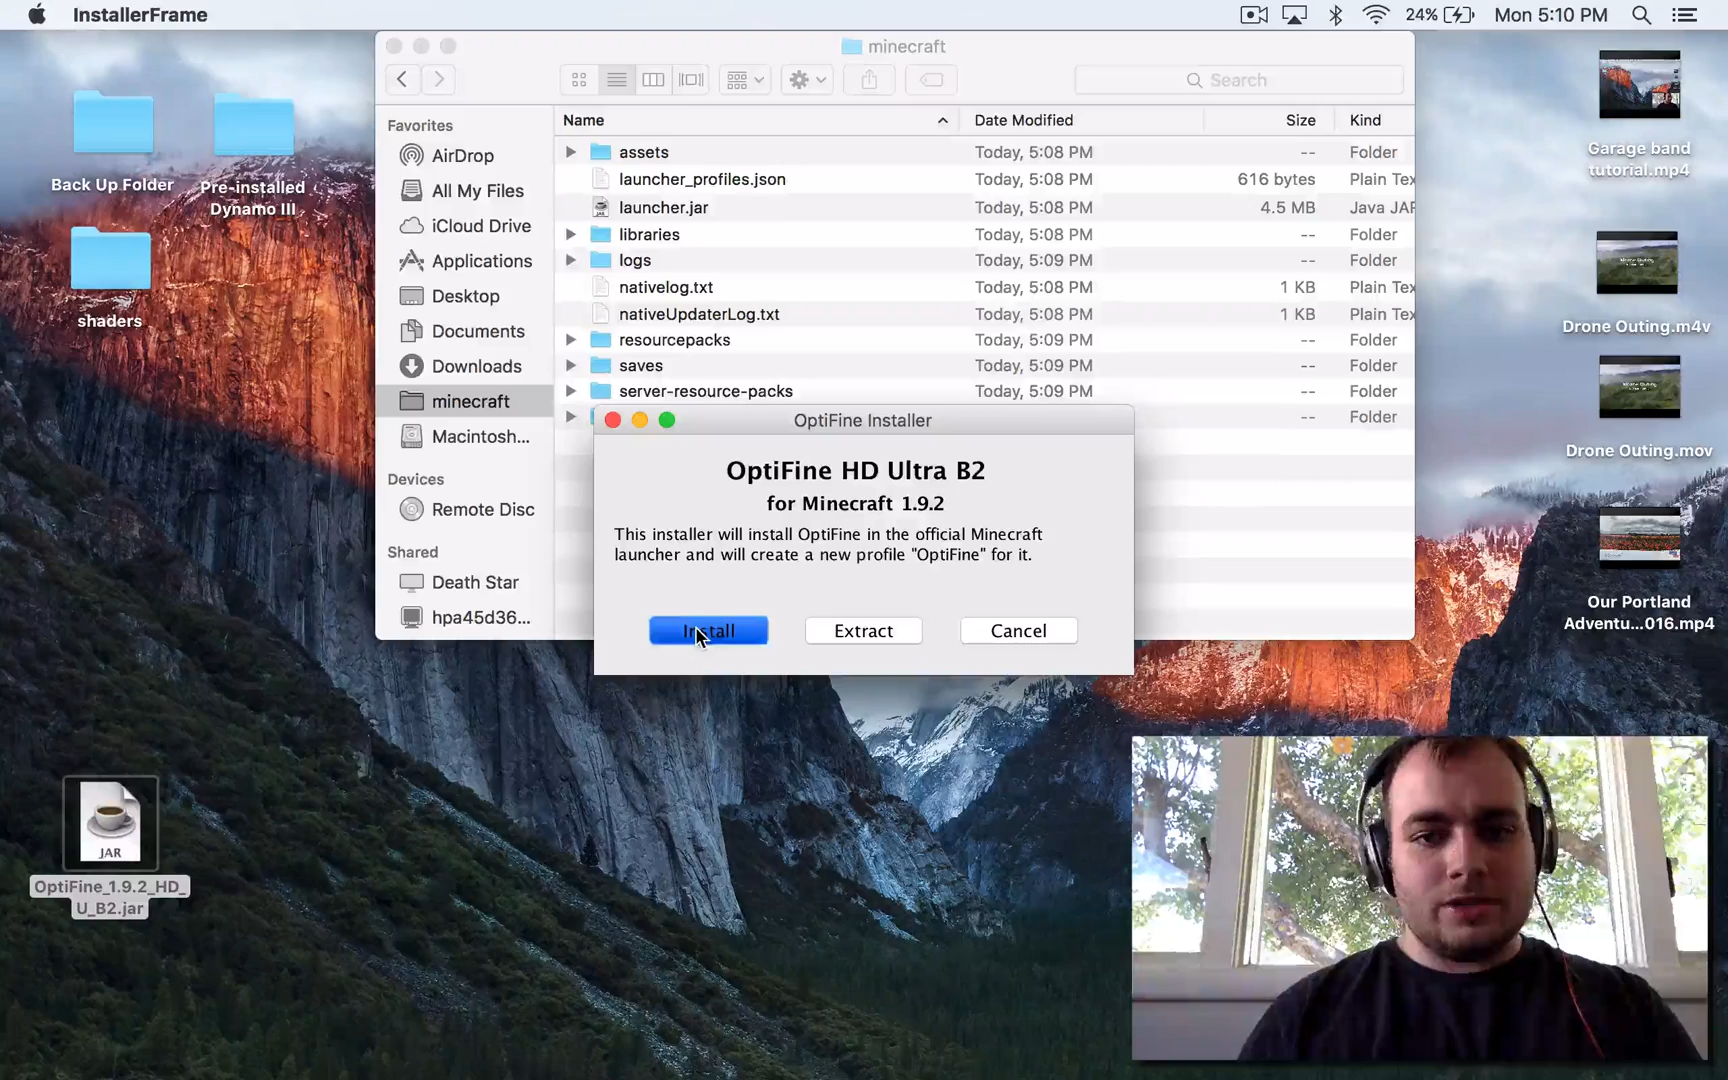 InstallerFrame
24%
Mon 5:10 PM
minecraft
Search
Favorites
AirDrop
All My Files
iCloud Drive
Applications
Desktop
Documents
Downloads
minecraft
Macintosh...
Devices
Remote Disc
Shared
Death Star
hpa45d36...
Name
Date Modified
Size
Kind
assets
Today, 5:08 PM
--
Folder
launcher_profiles.json
Today, 5:08 PM
616 bytes
Plain Tex
launcher.jar
Today, 5:08 PM
4.5 MB
Java JAR
libraries
Today, 5:08 PM
--
Folder
logs
Today, 5:09 PM
--
Folder
nativelog.txt
Today, 5:08 PM
1 KB
Plain Tex
nativeUpdaterLog.txt
Today, 5:08 PM
1 KB
Plain Tex
resourcepacks
Today, 5:09 PM
--
Folder
saves
Today, 5:09 PM
--
Folder
server-resource-packs
Today, 5:09 PM
--
Folder
--
Folder
OptiFine Installer
OptiFine HD Ultra B2
for Minecraft 1.9.2
This installer will install OptiFine in the official Minecraft
launcher and will create a new profile "OptiFine" for it.
Install
Extract
Cancel
Back Up Folder
Pre-installed
Dynamo III
shaders
JAR
OptiFine_1.9.2_HD_
U_B2.jar
Garage band
tutorial.mp4
Drone Outing.m4v
Drone Outing.mov
Our Portland
Adventu...016.mp4